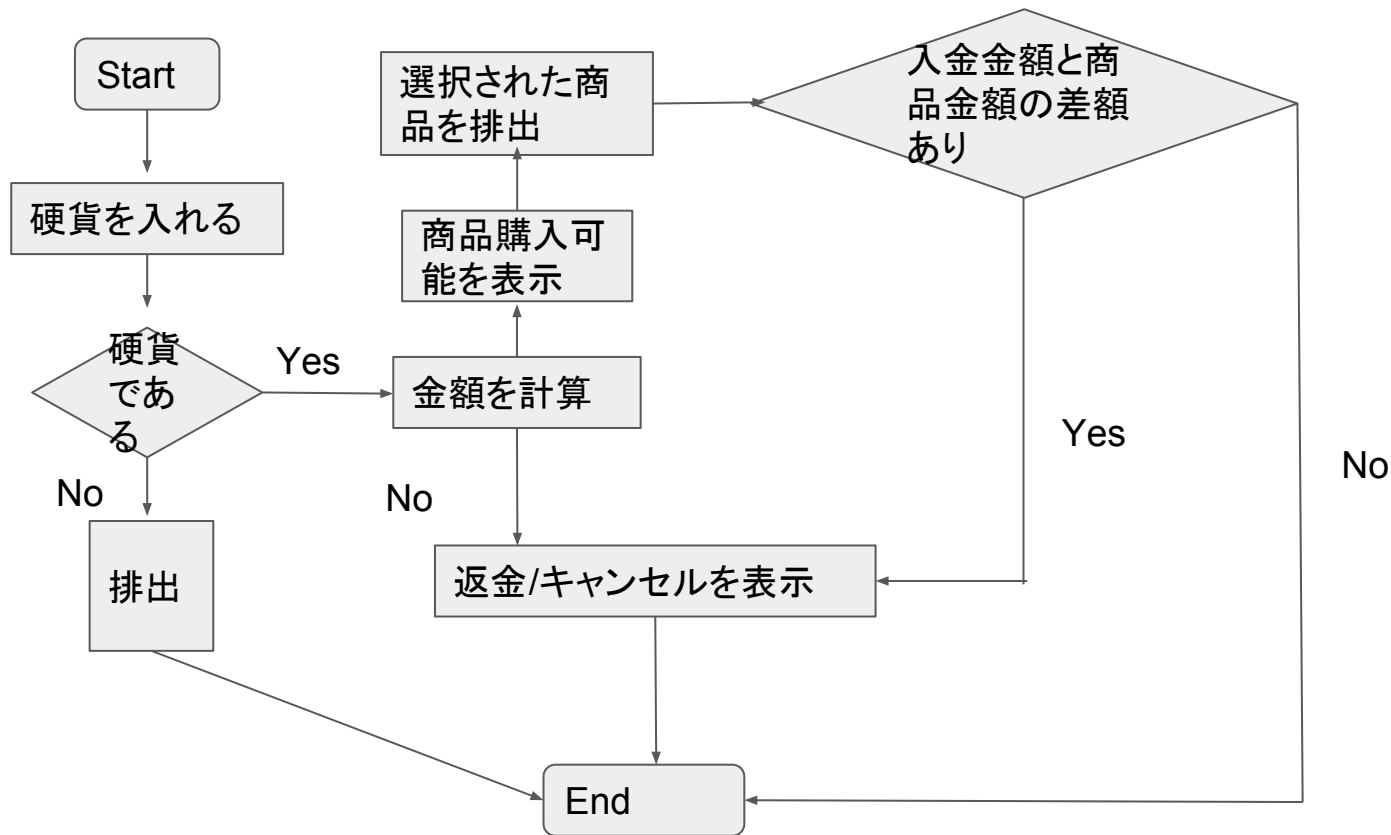 Start
硬貨を入れる
硬貨
であ
る
Yes
No
排出
選択された商
品を排出
商品購入可
能を表示
金額を計算
No
返金/キャンセルを表示
入金金額と商
品金額の差額
あり
Yes
No
End